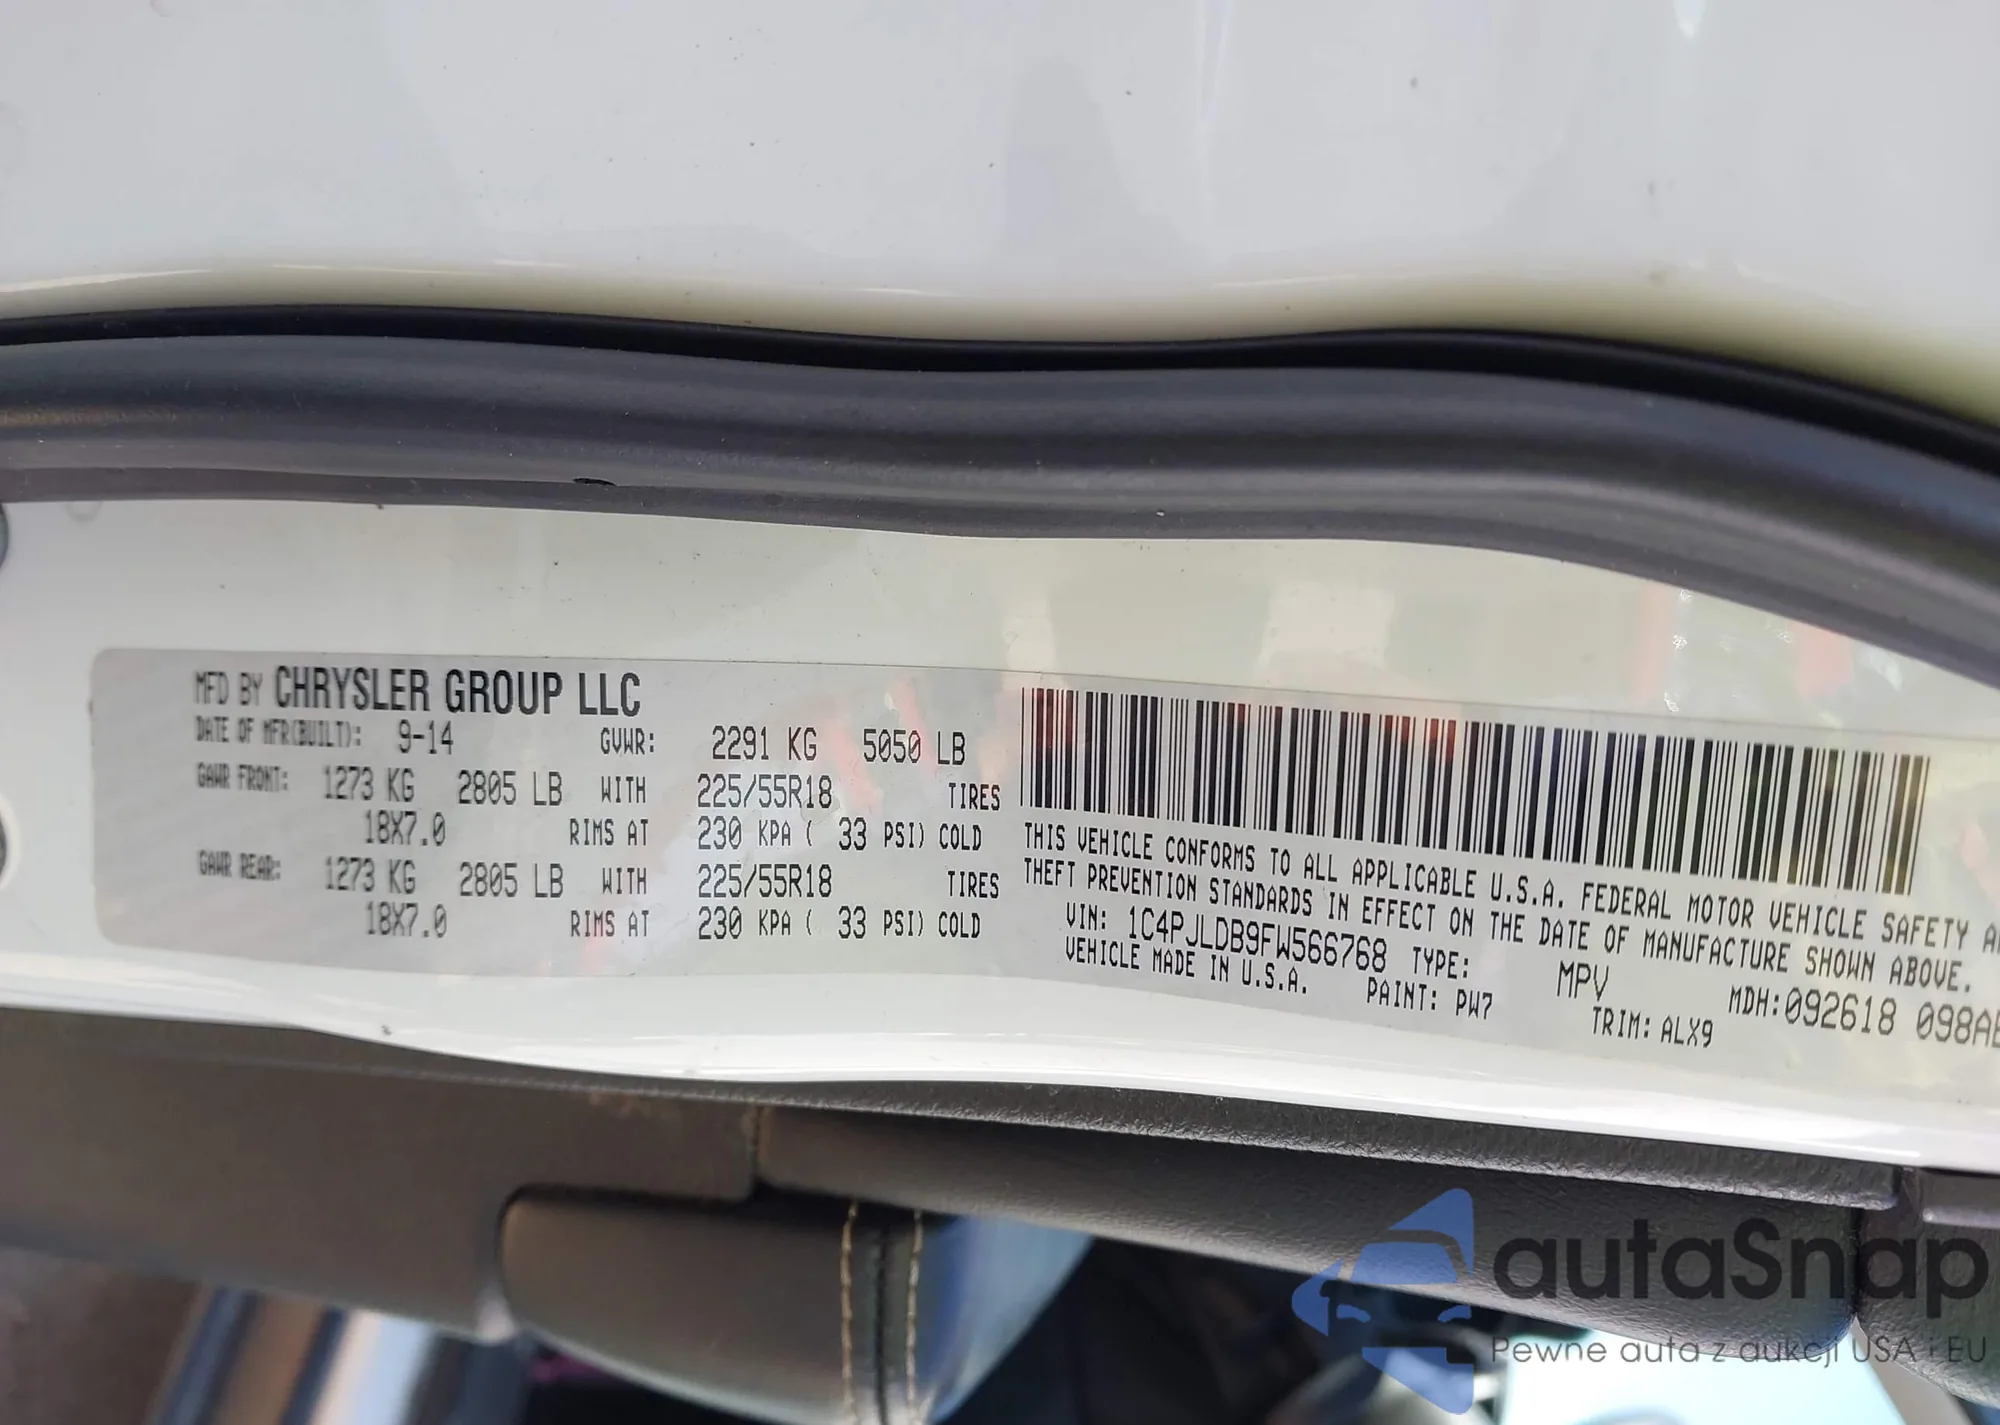 MFD BY CHRYSLER GROUP LLC
DATE OF MFR(BUILT): 9-14 GVWR: 2291 KG 5050 LB
GAWR FRONT: 1273 KG 2805 LB WITH 225/55R18 TIRES
18X7.0 RIMS AT 230 KPA ( 33 PSI) COLD
GAWR REAR: 1273 KG 2805 LB WITH 225/55R18 TIRES
18X7.0 RIMS AT 230 KPA ( 33 PSI) COLD
THIS VEHICLE CONFORMS TO ALL APPLICABLE U.S.A. FEDERAL MOTOR VEHICLE SAFETY
THEFT PREVENTION STANDARDS IN EFFECT ON THE DATE OF MANUFACTURE SHOWN ABOVE.
VIN: 1C4PJLDB9FW566768 TYPE: MPV MDH:092618 098
VEHICLE MADE IN U.S.A. PAINT: PW7 TRIM: ALX9
autaSnap
Pewne auta z aukcji USA i EU